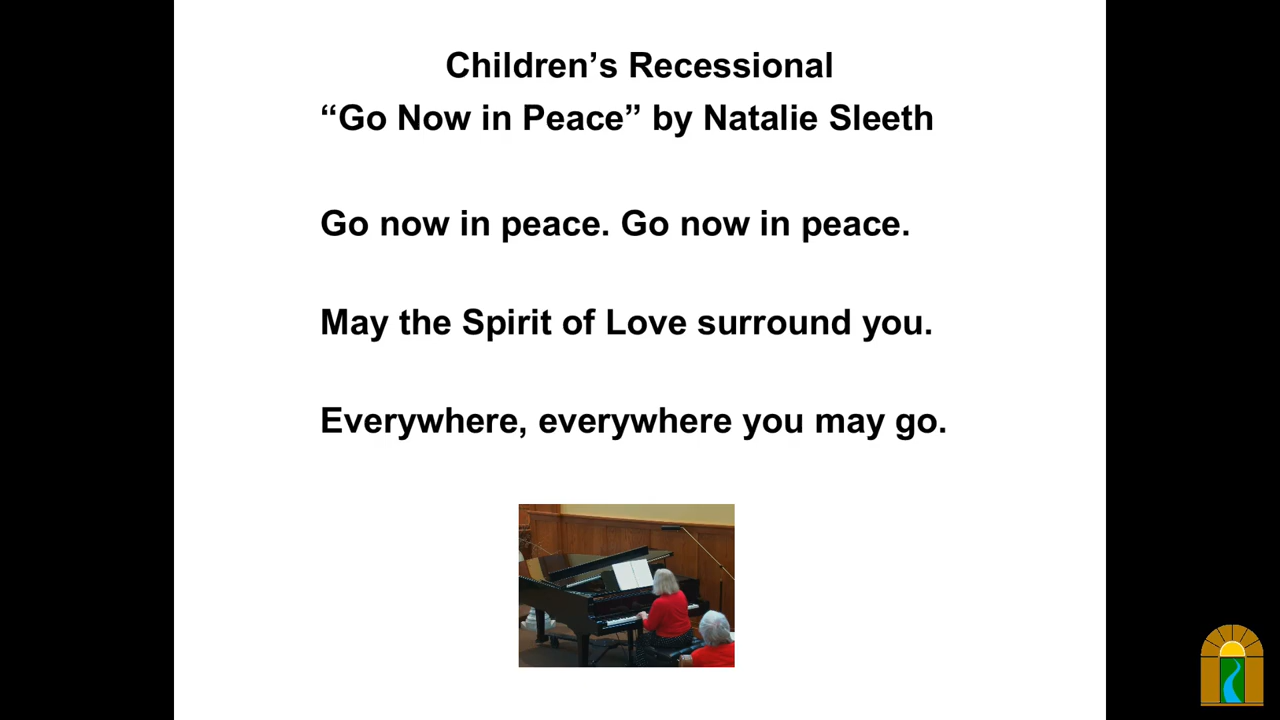 Children’s Recessional
“Go Now in Peace” by Natalie Sleeth
Go now in peace. Go now in peace.
May the Spirit of Love surround you.
Everywhere, everywhere you may go.